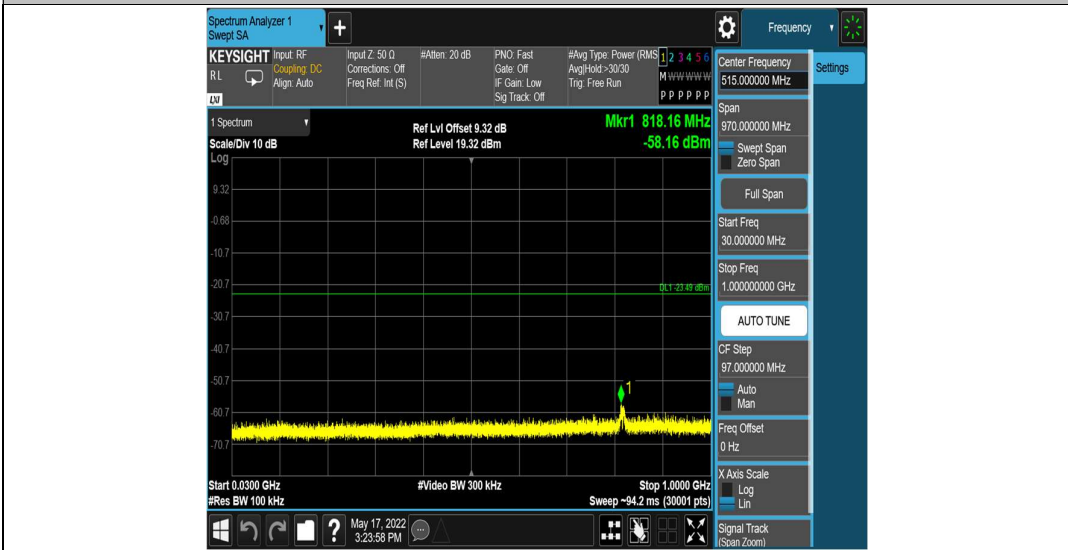 Spectrum Analyzer 1
Swept SA
+
Frequency
KEYSIGHT
RL
LXI
Input: RF
Coupling: DC
Align: Auto
Input Z: 50 Ω
Corrections: Off
Freq Ref: Int (S)
#Atten: 20 dB
PNO: Fast
Gate: Off
IF Gain: Low
Sig Track: Off
#Avg Type: Power (RMS
Avg|Hold:>30/30
Trig: Free Run
1 2 3 4 5 6
M W W W W W
P P P P P P
1 Spectrum
Scale/Div 10 dB
Log
Ref Lvl Offset 9.32 dB
Ref Level 19.32 dBm
Mkr1 818.16 MHz
-58.16 dBm
9.32
-0.68
-10.7
-20.7
DL1 -23.49 dBm
-30.7
-40.7
-50.7
1
-60.7
-70.7
Start 0.0300 GHz
#Video BW 300 kHz
Stop 1.0000 GHz
#Res BW 100 kHz
Sweep ~94.2 ms (30001 pts)
?
May 17, 2022
3:23:58 PM
Center Frequency
515.000000 MHz
Settings
Span
970.000000 MHz
Swept Span
Zero Span
Full Span
Start Freq
30.000000 MHz
Stop Freq
1.000000000 GHz
AUTO TUNE
CF Step
97.000000 MHz
Auto
Man
Freq Offset
0 Hz
X Axis Scale
Log
Lin
Signal Track
(Span Zoom)